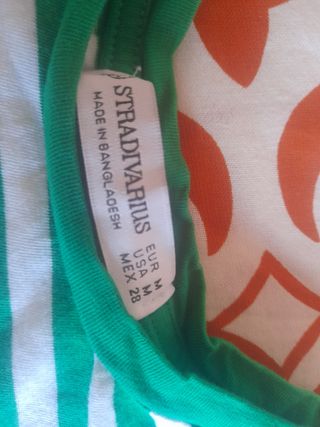 STRADIVARIUS
MADE IN BANGLADESH
EUR M
USA M
MEX 28